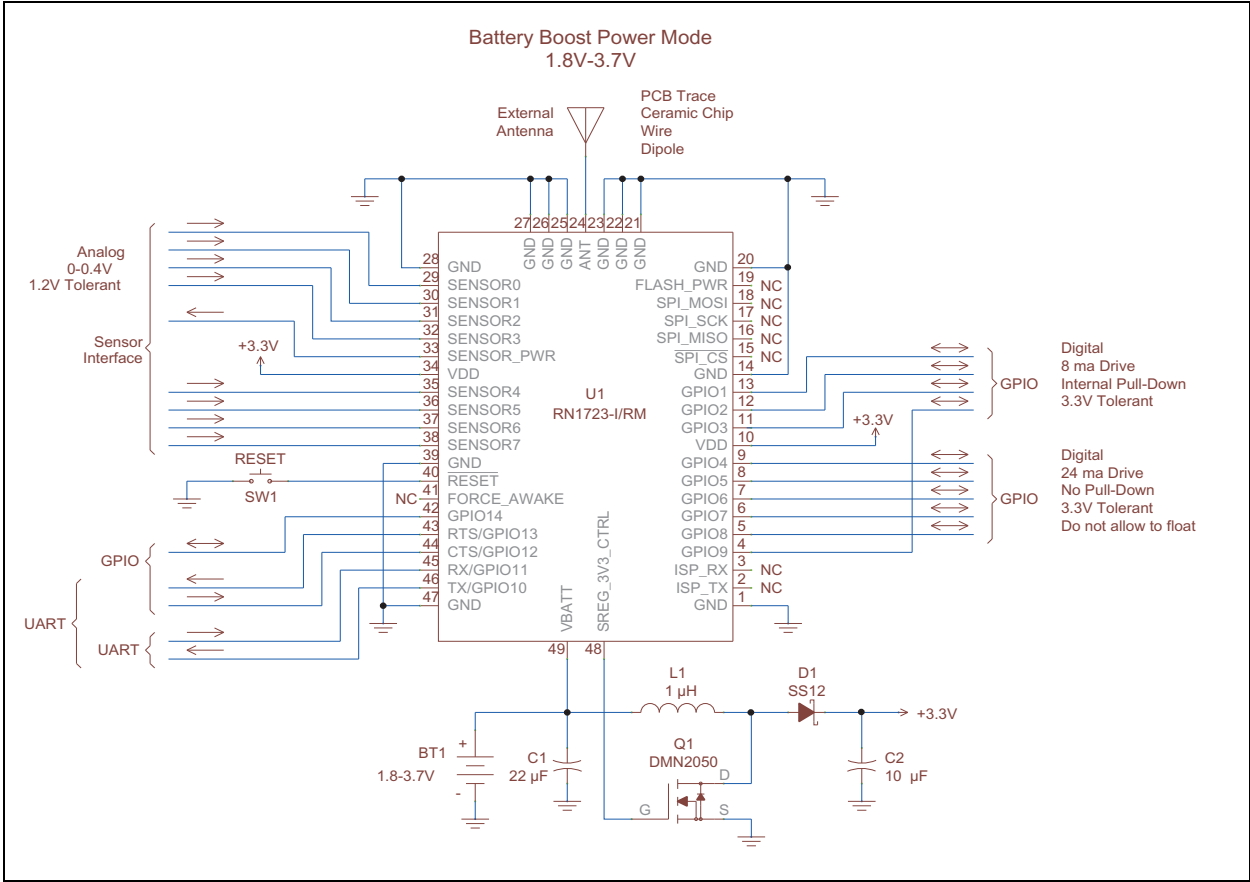 Battery Boost Power Mode
1.8V-3.7V
External
Antenna
PCB Trace
Ceramic Chip
Wire
Dipole
27
26
25
24
23
22
21
GND
GND
GND
ANT
GND
GND
GND
Analog
0-0.4V
1.2V Tolerant
Sensor
Interface
+3.3V
RESET
SW1
NC
GPIO
UART
UART
28 GND
29 SENSOR0
30 SENSOR1
31 SENSOR2
32 SENSOR3
33 SENSOR_PWR
34 VDD
35 SENSOR4
36 SENSOR5
37 SENSOR6
38 SENSOR7
39 GND
40 RESET
41 FORCE_AWAKE
42 GPIO14
43 RTS/GPIO13
44 CTS/GPIO12
45 RX/GPIO11
46 TX/GPIO10
47 GND
U1
RN1723-I/RM
VBATT
SREG_3V3_CTRL
49
48
GND 20
FLASH_PWR 19 NC
SPI_MOSI 18 NC
SPI_SCK 17 NC
SPI_MISO 16 NC
SPI_CS 15 NC
GND 14
GPIO1 13
GPIO2 12
GPIO3 11
VDD 10
GPIO4 9
GPIO5 8
GPIO6 7
GPIO7 6
GPIO8 5
GPIO9 4
ISP_RX 3 NC
ISP_TX 2 NC
GND 1
+3.3V
GPIO
Digital
8 ma Drive
Internal Pull-Down
3.3V Tolerant
GPIO
Digital
24 ma Drive
No Pull-Down
3.3V Tolerant
Do not allow to float
L1
1 µH
D1
SS12
+3.3V
BT1
1.8-3.7V
+
-
C1
22 µF
Q1
DMN2050
D
G
S
C2
10 µF